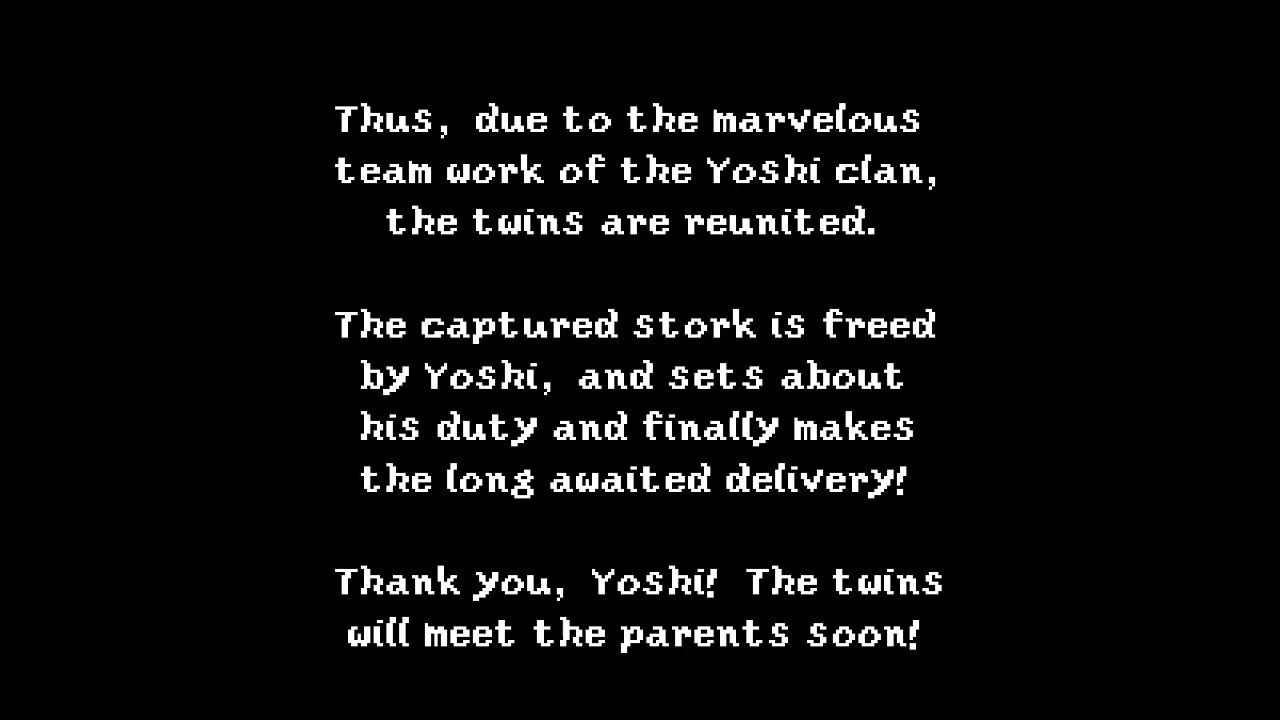 Thus, due to the marvelous
team work of the Yoshi clan,
the twins are reunited.
The captured stork is freed
by Yoshi, and sets about
his duty and finally makes
the long awaited delivery!
Thank you, Yoshi! The twins
will meet the parents soon!